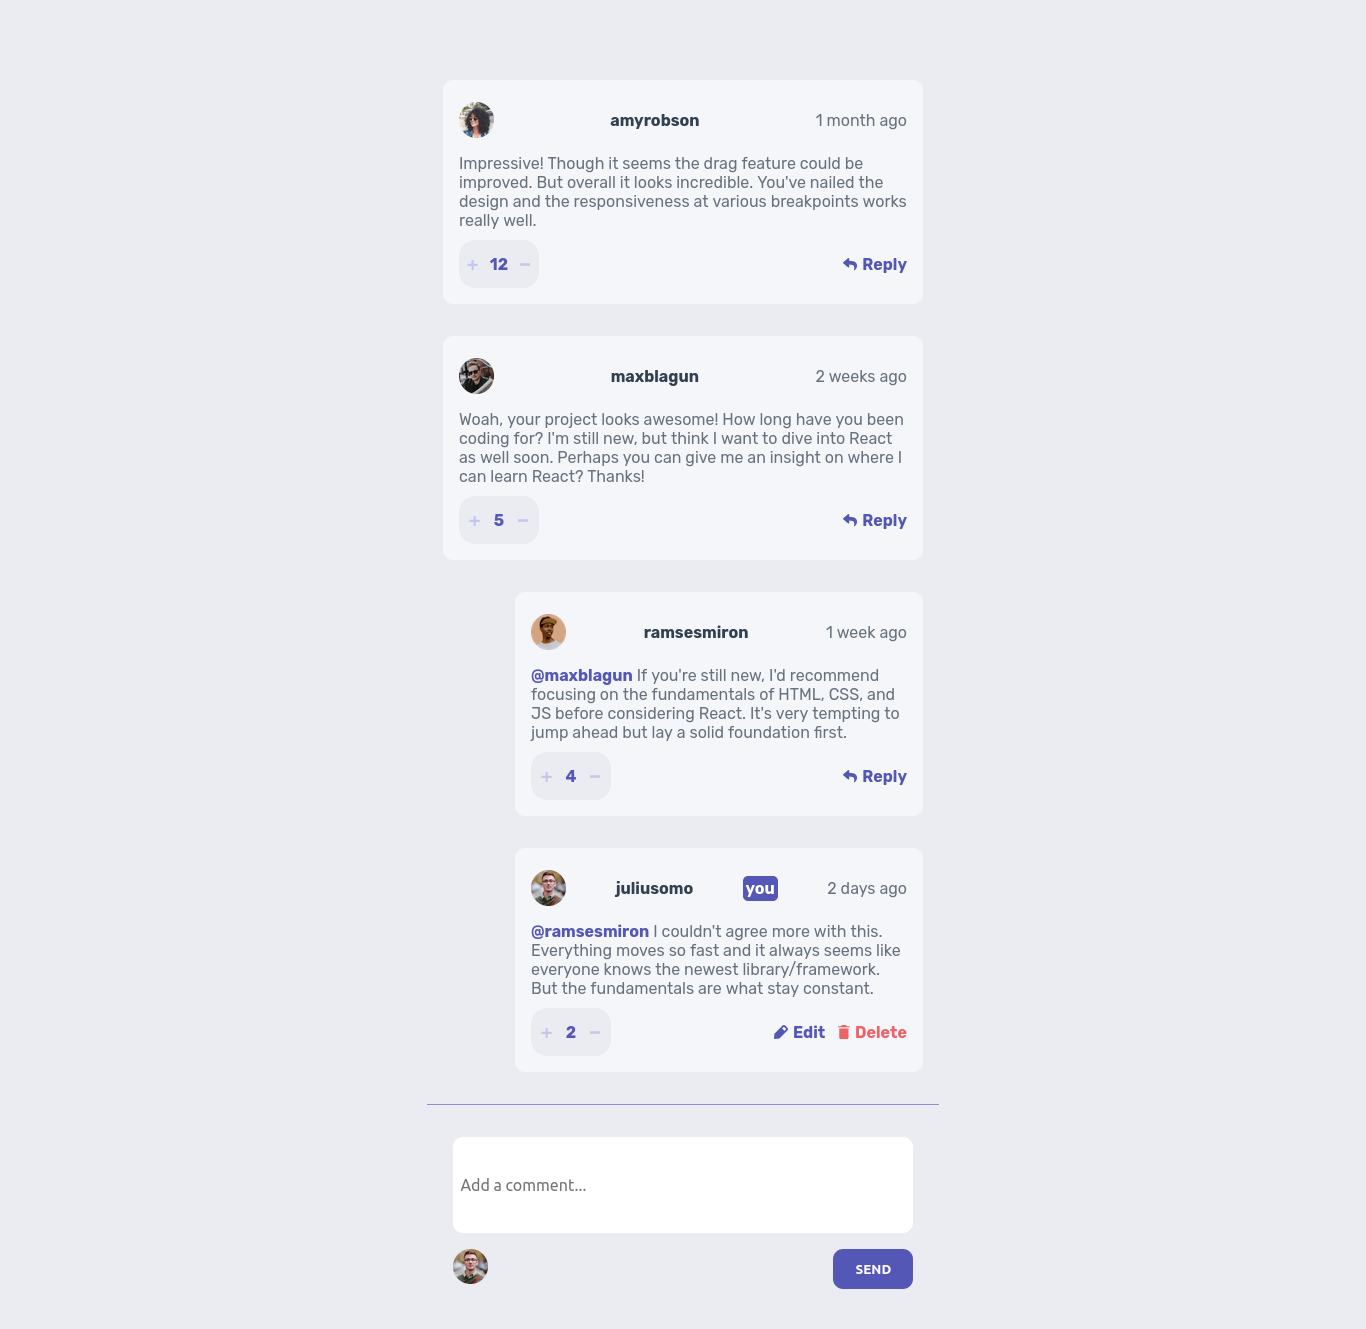 amyrobson 1 month ago
Impressive! Though it seems the drag feature could be
improved. But overall it looks incredible. You've nailed the
design and the responsiveness at various breakpoints works
really well.
+ 12 − Reply
maxblagun 2 weeks ago
Woah, your project looks awesome! How long have you been
coding for? I'm still new, but think I want to dive into React
as well soon. Perhaps you can give me an insight on where I
can learn React? Thanks!
+ 5 − Reply
ramsesmiron 1 week ago
@maxblagun If you're still new, I'd recommend
focusing on the fundamentals of HTML, CSS, and
JS before considering React. It's very tempting to
jump ahead but lay a solid foundation first.
+ 4 − Reply
juliusomo you 2 days ago
@ramsesmiron I couldn't agree more with this.
Everything moves so fast and it always seems like
everyone knows the newest library/framework.
But the fundamentals are what stay constant.
+ 2 − Edit Delete
Add a comment...
SEND